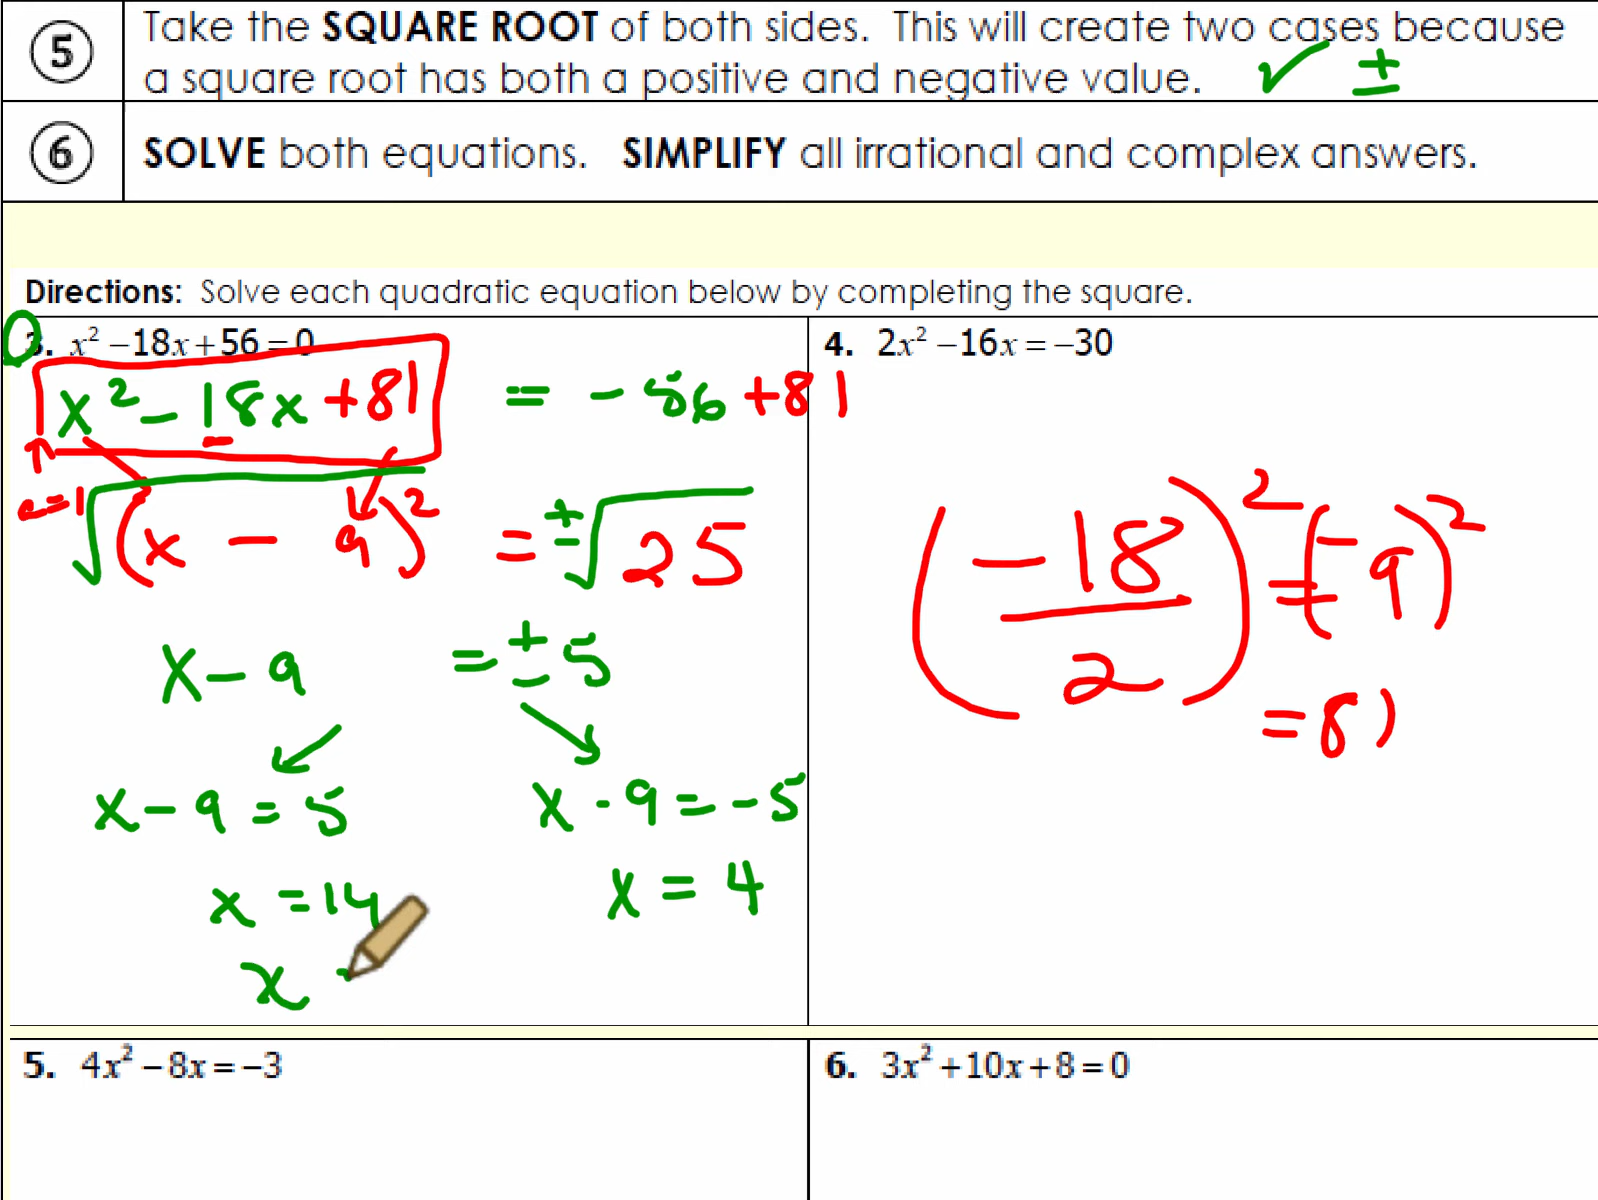 5 Take the SQUARE ROOT of both sides. This will create two cases because
a square root has both a positive and negative value. ✓ ±
6 SOLVE both equations. SIMPLIFY all irrational and complex answers.
Directions: Solve each quadratic equation below by completing the square.
3. x² −18x+56=0
x² − 18x +81 = −56 +81
a=1
√(x − 9)² = ±√25
x − 9 = ±5
x − 9 = 5
x = 14
x
x - 9 = −5
x = 4
4. 2x² −16x = −30
(−18/2)² = (−9)²
= 81
5. 4x² −8x = −3
6. 3x² +10x+8 = 0